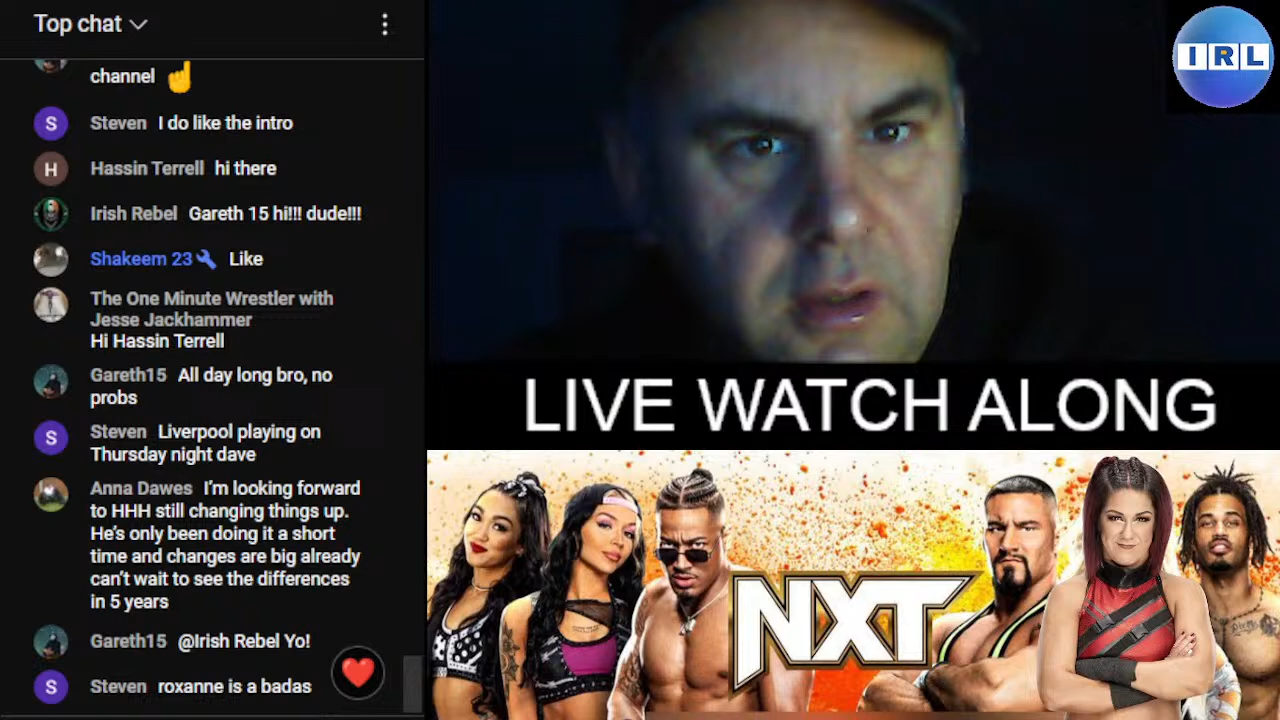 Top chat
channel
Steven I do like the intro
Hassin Terrell hi there
Irish Rebel Gareth 15 hi!!! dude!!!
Shakeem 23 Like
The One Minute Wrestler with
Jesse Jackhammer
Hi Hassin Terrell
Gareth15 All day long bro, no
probs
Steven Liverpool playing on
Thursday night dave
Anna Dawes I'm looking forward
to HHH still changing things up.
He's only been doing it a short
time and changes are big already
can't wait to see the differences
in 5 years
Gareth15 @Irish Rebel Yo!
Steven roxanne is a badas
S
H
S
S
IRL
LIVE WATCH ALONG
NXT